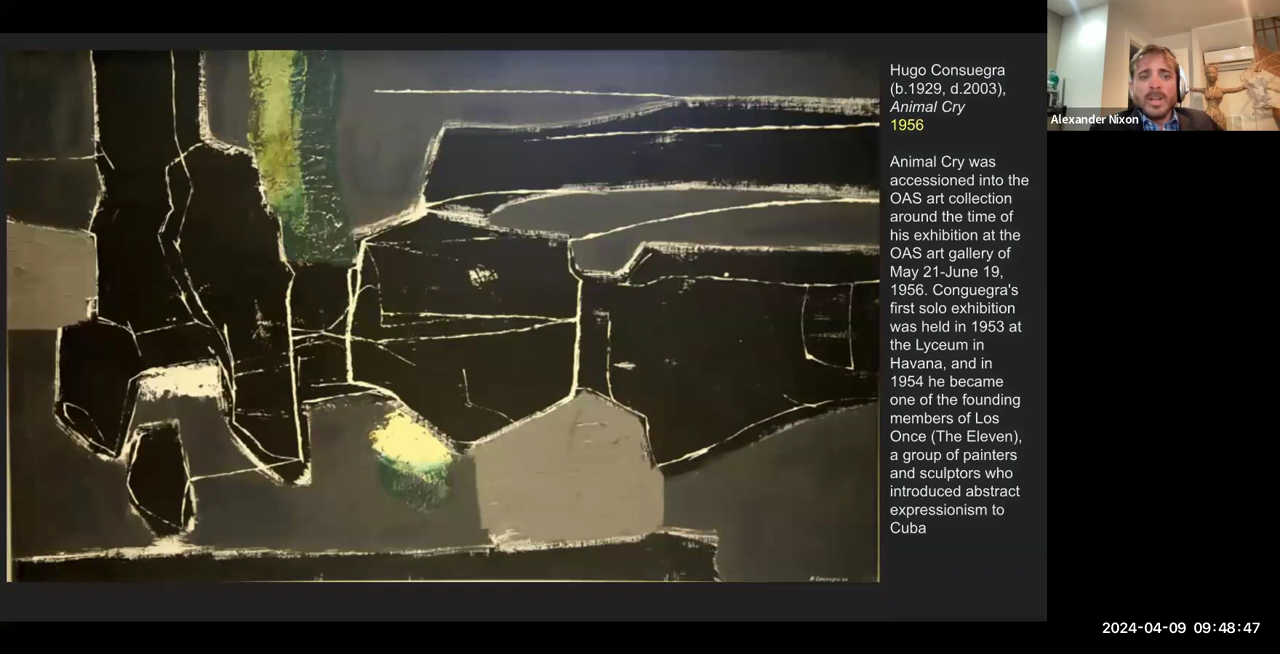 Hugo Consuegra
(b.1929, d.2003),
Animal Cry
1956
Animal Cry was
accessioned into the
OAS art collection
around the time of
his exhibition at the
OAS art gallery of
May 21-June 19,
1956. Conguegra's
first solo exhibition
was held in 1953 at
the Lyceum in
Havana, and in
1954 he became
one of the founding
members of Los
Once (The Eleven),
a group of painters
and sculptors who
introduced abstract
expressionism to
Cuba
Alexander Nixon
2024-04-09 09:48:47